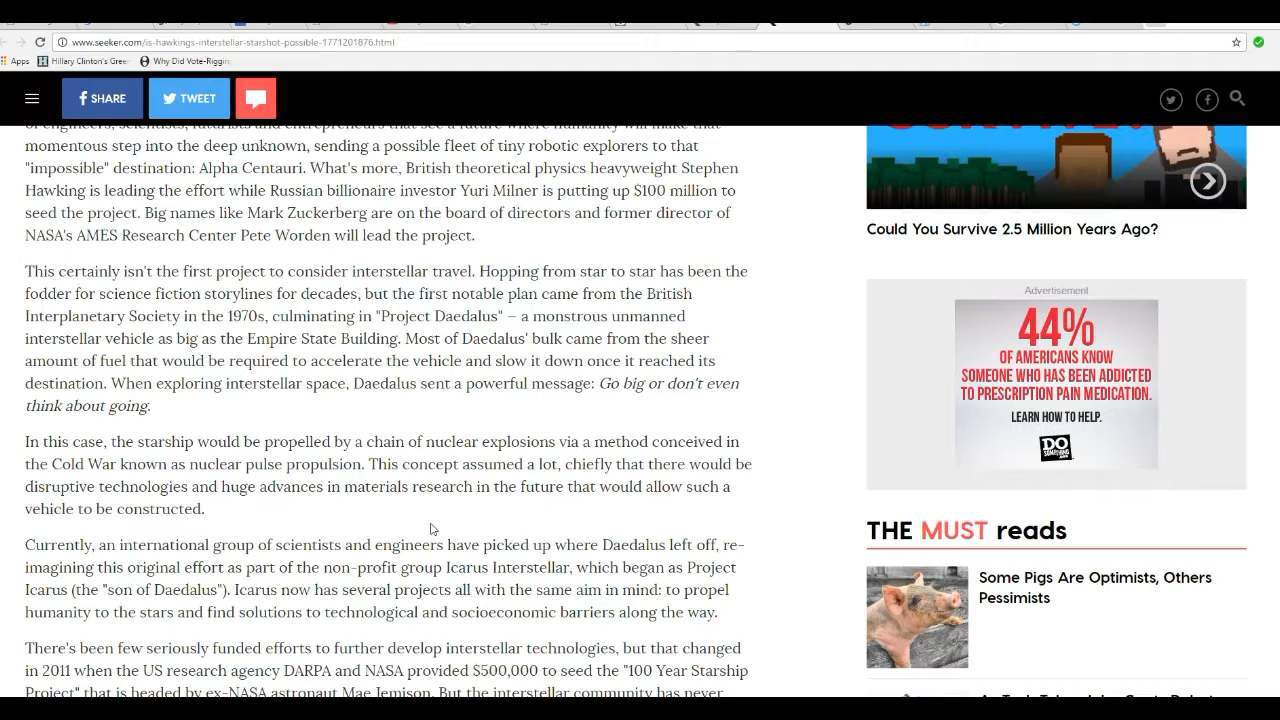 www.seeker.com/is-hawkings-interstellar-starshot-possible-1771201876.html
Apps
Hillary Clinton's Gree
Why Did Vote-Rigging
SHARE
TWEET
of engineers, scientists, futurists and entrepreneurs that see a future where humanity will make that
momentous step into the deep unknown, sending a possible fleet of tiny robotic explorers to that
"impossible" destination: Alpha Centauri. What's more, British theoretical physics heavyweight Stephen
Hawking is leading the effort while Russian billionaire investor Yuri Milner is putting up $100 million to
seed the project. Big names like Mark Zuckerberg are on the board of directors and former director of
NASA's AMES Research Center Pete Worden will lead the project.
This certainly isn't the first project to consider interstellar travel. Hopping from star to star has been the
fodder for science fiction storylines for decades, but the first notable plan came from the British
Interplanetary Society in the 1970s, culminating in "Project Daedalus" — a monstrous unmanned
interstellar vehicle as big as the Empire State Building. Most of Daedalus' bulk came from the sheer
amount of fuel that would be required to accelerate the vehicle and slow it down once it reached its
destination. When exploring interstellar space, Daedalus sent a powerful message: Go big or don't even
think about going.
In this case, the starship would be propelled by a chain of nuclear explosions via a method conceived in
the Cold War known as nuclear pulse propulsion. This concept assumed a lot, chiefly that there would be
disruptive technologies and huge advances in materials research in the future that would allow such a
vehicle to be constructed.
Currently, an international group of scientists and engineers have picked up where Daedalus left off, re-
imagining this original effort as part of the non-profit group Icarus Interstellar, which began as Project
Icarus (the "son of Daedalus"). Icarus now has several projects all with the same aim in mind: to propel
humanity to the stars and find solutions to technological and socioeconomic barriers along the way.
There's been few seriously funded efforts to further develop interstellar technologies, but that changed
in 2011 when the US research agency DARPA and NASA provided $500,000 to seed the "100 Year Starship
Project" that is headed by ex-NASA astronaut Mae Jemison. But the interstellar community has never
Could You Survive 2.5 Million Years Ago?
Advertisement
44%
OF AMERICANS KNOW
SOMEONE WHO HAS BEEN ADDICTED
TO PRESCRIPTION PAIN MEDICATION.
LEARN HOW TO HELP.
DO
SOMETHING.ORG
THE MUST reads
Some Pigs Are Optimists, Others
Pessimists